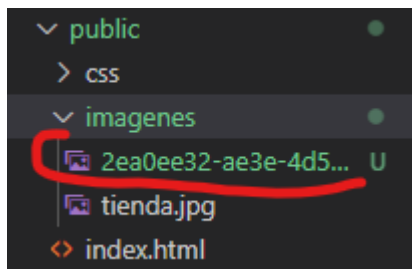 public
css
imagenes
2ea0ee32-ae3e-4d5... U
tienda.jpg
index.html